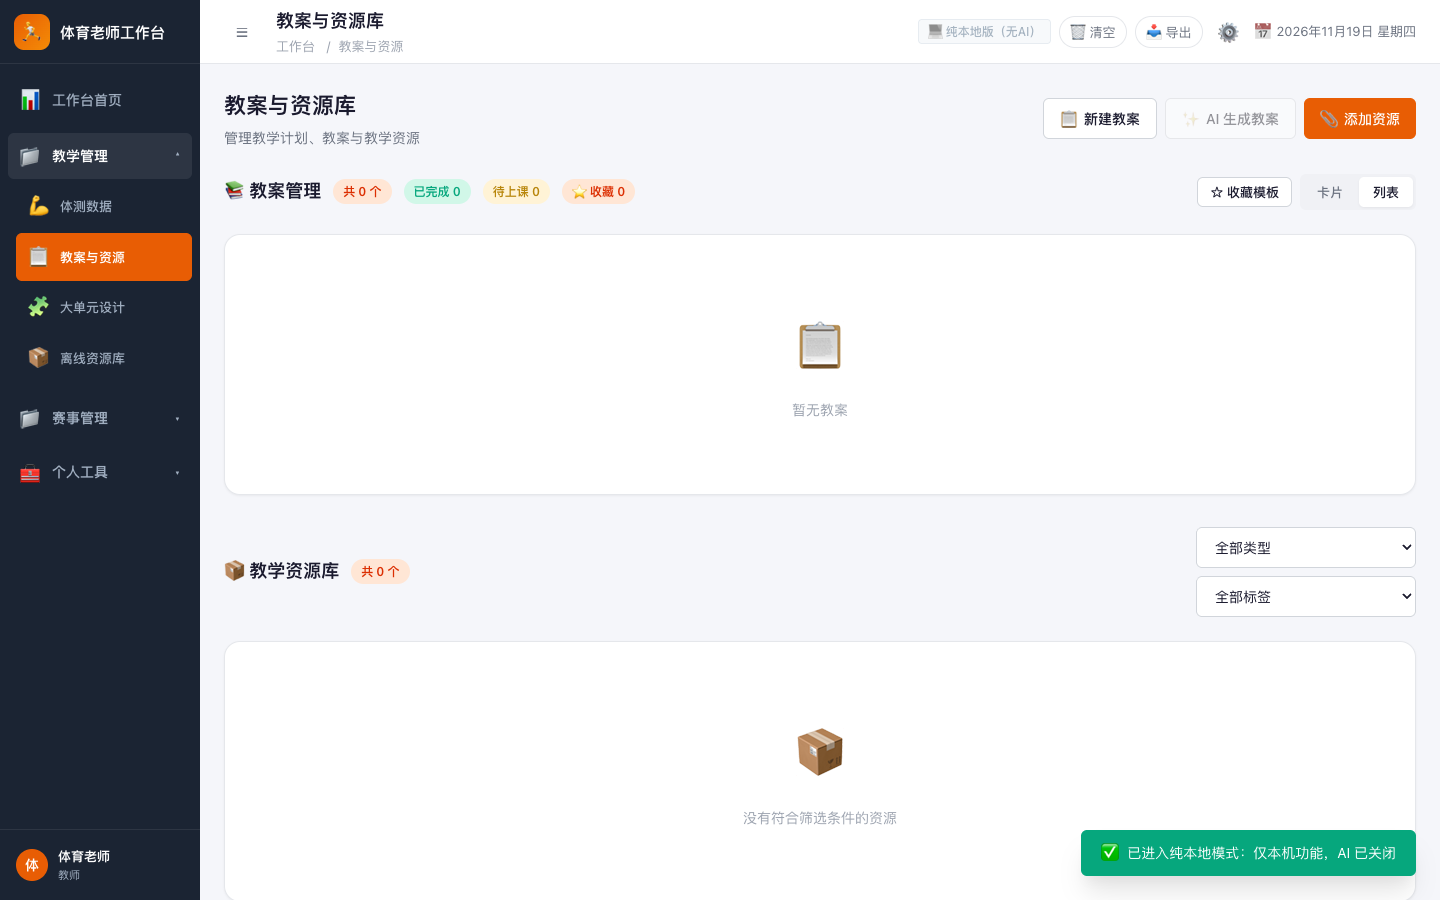 体育老师工作台
工作台首页
教学管理
体测数据
教案与资源
大单元设计
离线资源库
赛事管理
个人工具
体
体育老师
教师
教案与资源库
工作台 / 教案与资源
纯本地版（无AI）
清空
导出
2026年11月19日 星期四
教案与资源库
管理教学计划、教案与教学资源
新建教案
AI 生成教案
添加资源
教案管理
共 0 个
已完成 0
待上课 0
收藏 0
☆ 收藏模板
卡片
列表
暂无教案
教学资源库
共 0 个
全部类型
全部标签
没有符合筛选条件的资源
已进入纯本地模式：仅本机功能，AI 已关闭